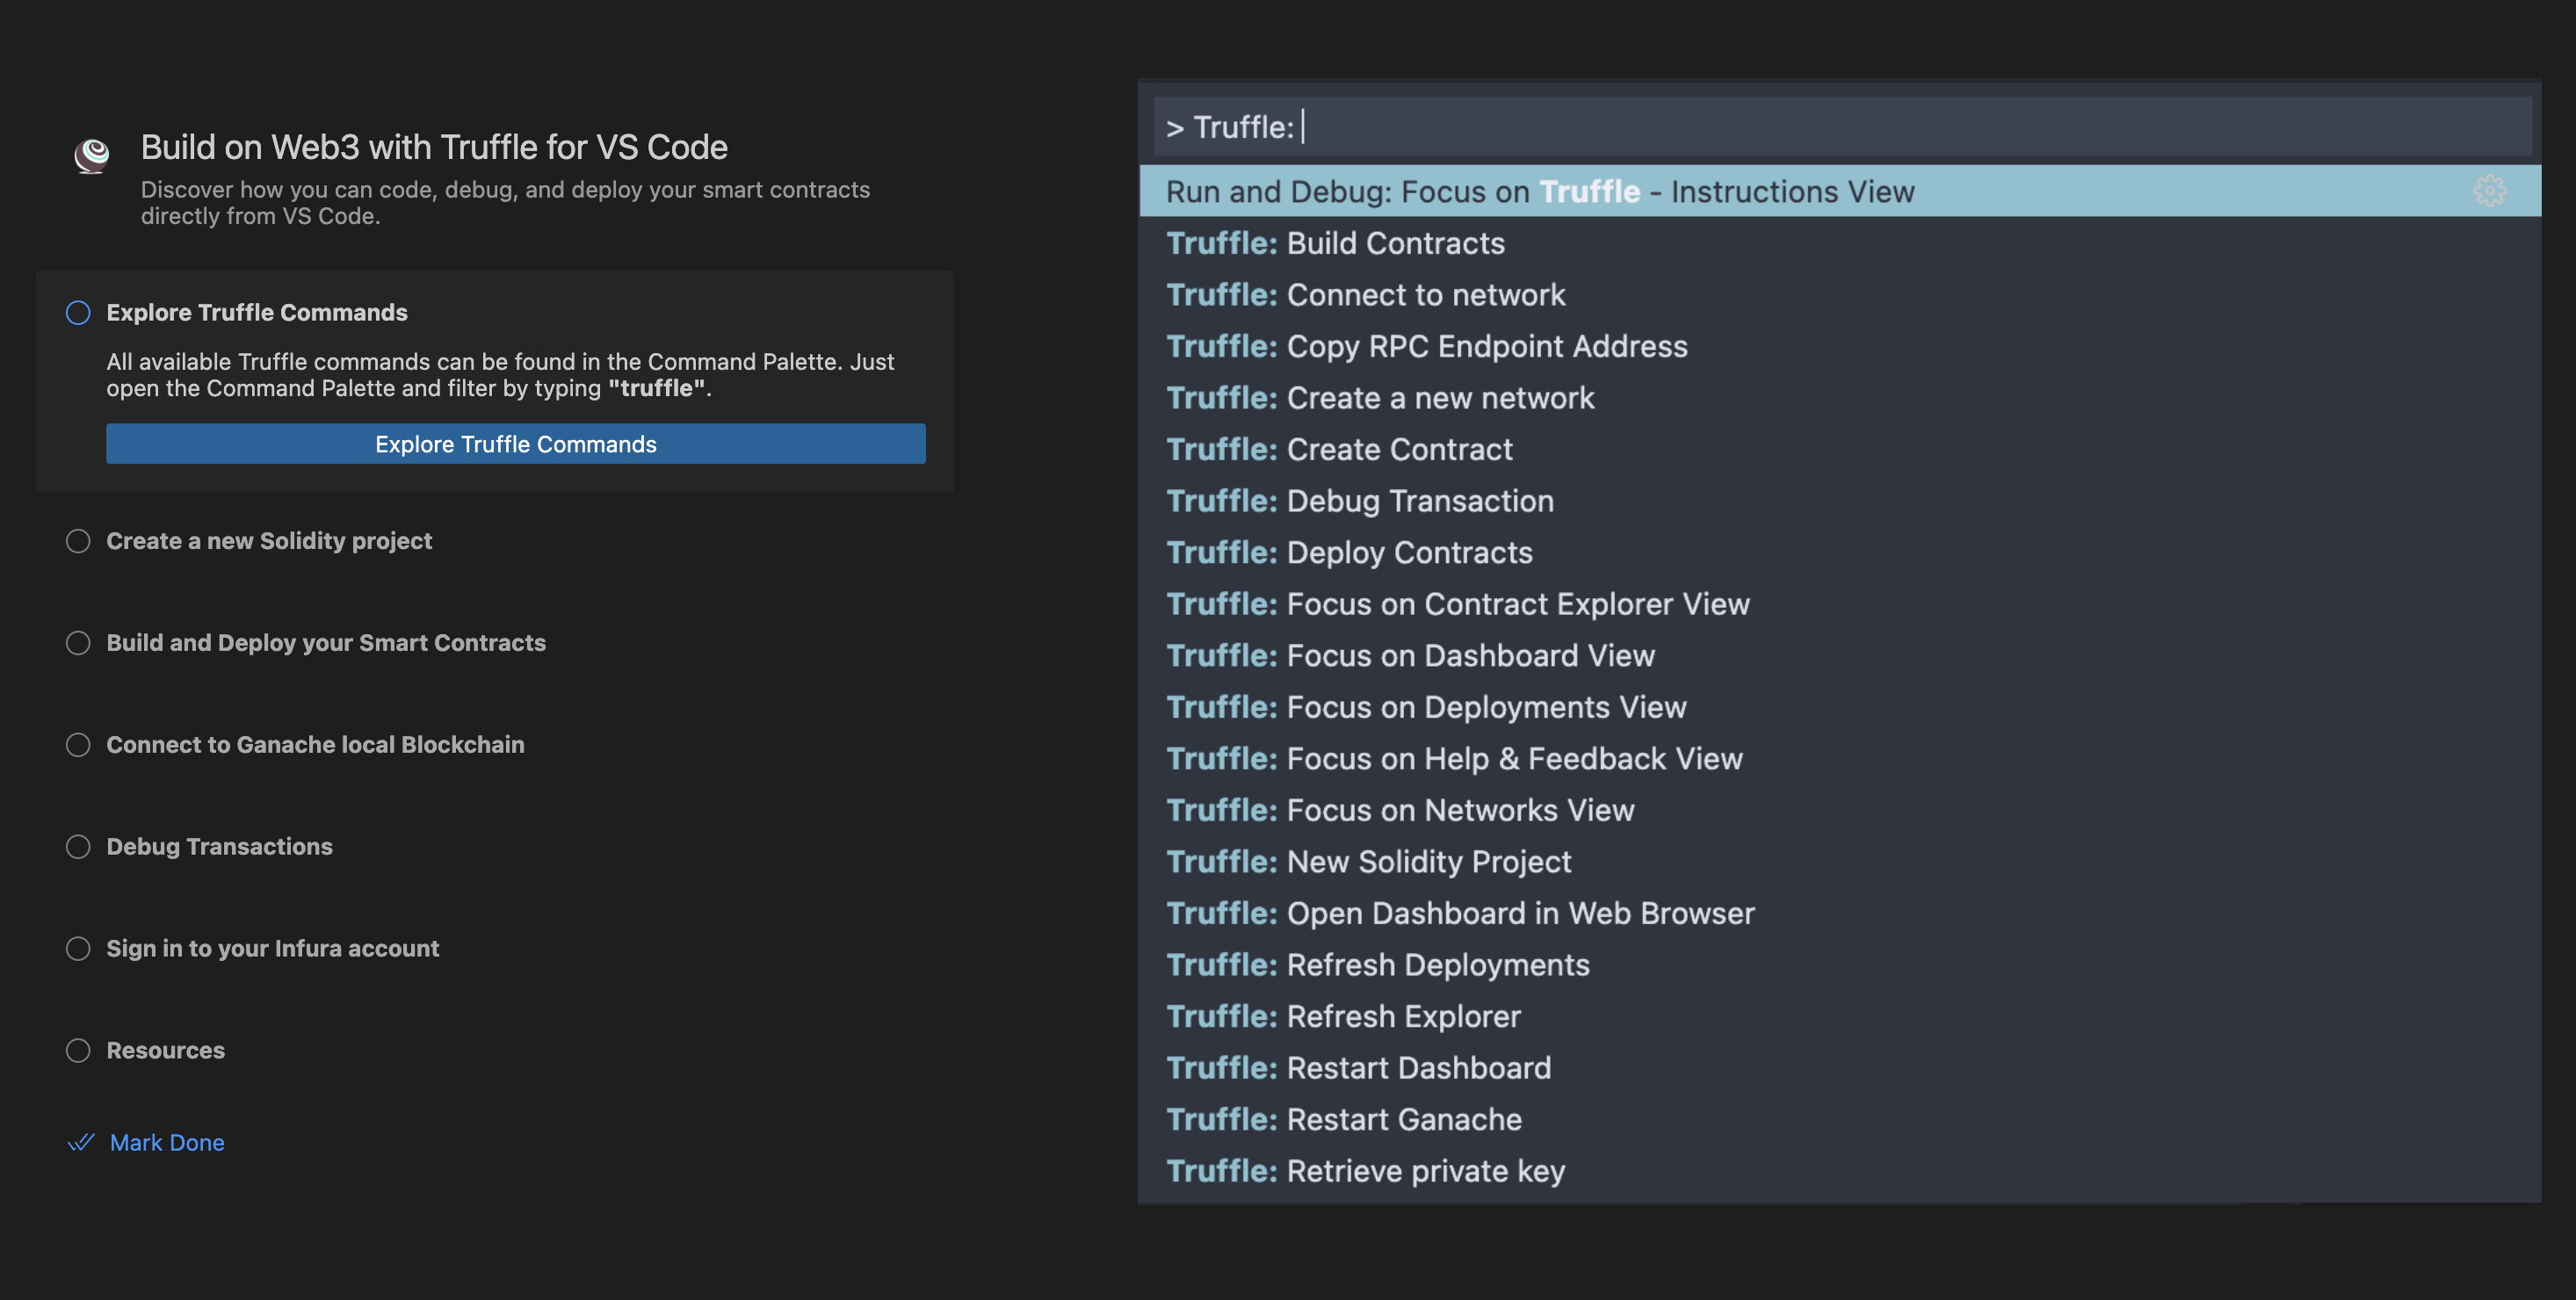 Build on Web3 with Truffle for VS Code
Discover how you can code, debug, and deploy your smart contracts
directly from VS Code.
Explore Truffle Commands
All available Truffle commands can be found in the Command Palette. Just
open the Command Palette and filter by typing "truffle".
Explore Truffle Commands
Create a new Solidity project
Build and Deploy your Smart Contracts
Connect to Ganache local Blockchain
Debug Transactions
Sign in to your Infura account
Resources
Mark Done
> Truffle:
Run and Debug: Focus on Truffle - Instructions View
Truffle: Build Contracts
Truffle: Connect to network
Truffle: Copy RPC Endpoint Address
Truffle: Create a new network
Truffle: Create Contract
Truffle: Debug Transaction
Truffle: Deploy Contracts
Truffle: Focus on Contract Explorer View
Truffle: Focus on Dashboard View
Truffle: Focus on Deployments View
Truffle: Focus on Help & Feedback View
Truffle: Focus on Networks View
Truffle: New Solidity Project
Truffle: Open Dashboard in Web Browser
Truffle: Refresh Deployments
Truffle: Refresh Explorer
Truffle: Restart Dashboard
Truffle: Restart Ganache
Truffle: Retrieve private key